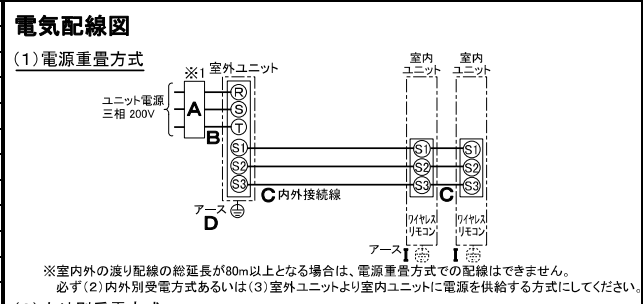 電気配線図
(1)電源重畳方式
※1
室外ユニット
室内
ユニット
室内
ユニット
ユニット電源
三相 200V
A
R
S
T
B
S1
S2
S3
S1
S2
S3
S1
S2
S3
C内外接続線
C
アース
D
ワイヤレス
リモコン
ワイヤレス
リモコン
アースI
I
※室内外の渡り配線の総延長が80m以上となる場合は、電源重畳方式での配線はできません。
必ず(2)内外別受電方式あるいは(3)室外ユニットより室内ユニットに電源を供給する方式にしてください。